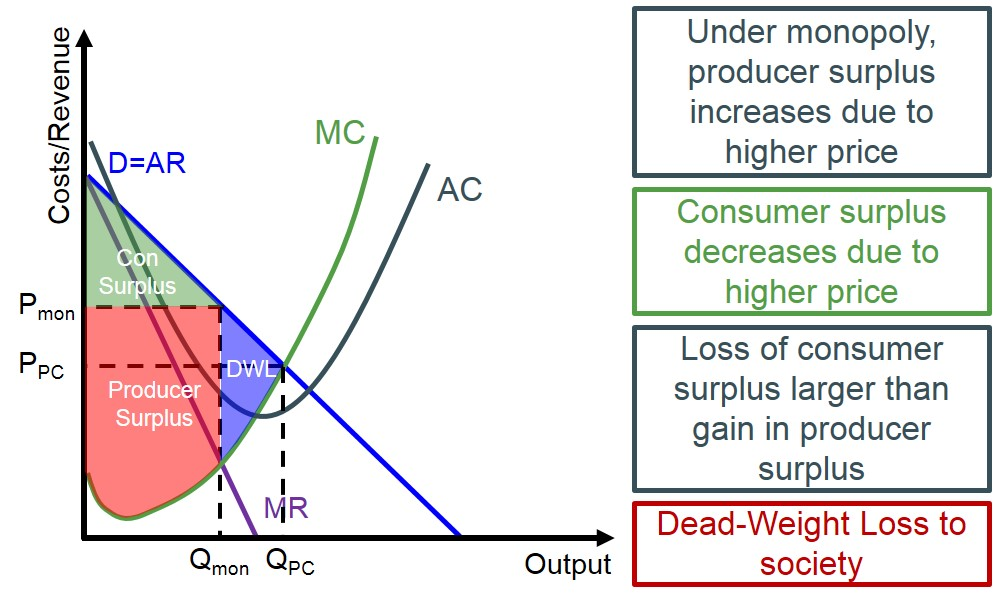 Costs/Revenue
D=AR
MC
AC
Con
Surplus
Pmon
PPC
DWL
Producer
Surplus
MR
Qmon
QPC
Output
Under monopoly,
producer surplus
increases due to
higher price
Consumer surplus
decreases due to
higher price
Loss of consumer
surplus larger than
gain in producer
surplus
Dead-Weight Loss to
society